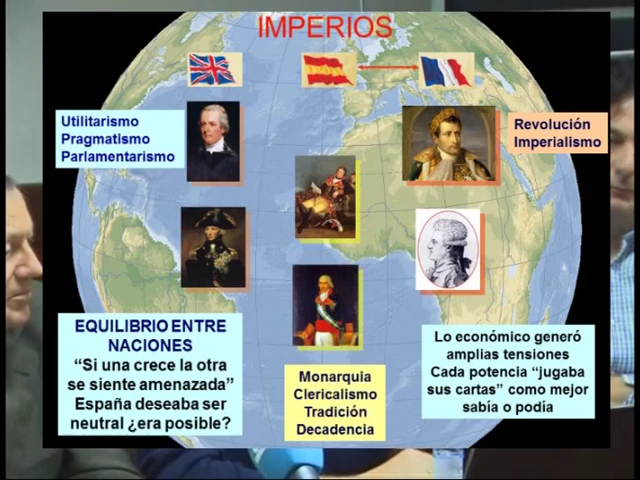 IMPERIOS
Utilitarismo
Pragmatismo
Parlamentarismo
Revolución
Imperialismo
EQUILIBRIO ENTRE
NACIONES
“Si una crece la otra
se siente amenazada”
España deseaba ser
neutral ¿era posible?
Monarquia
Clericalismo
Tradición
Decadencia
Lo económico generó
amplias tensiones
Cada potencia “jugaba
sus cartas” como mejor
sabía o podía